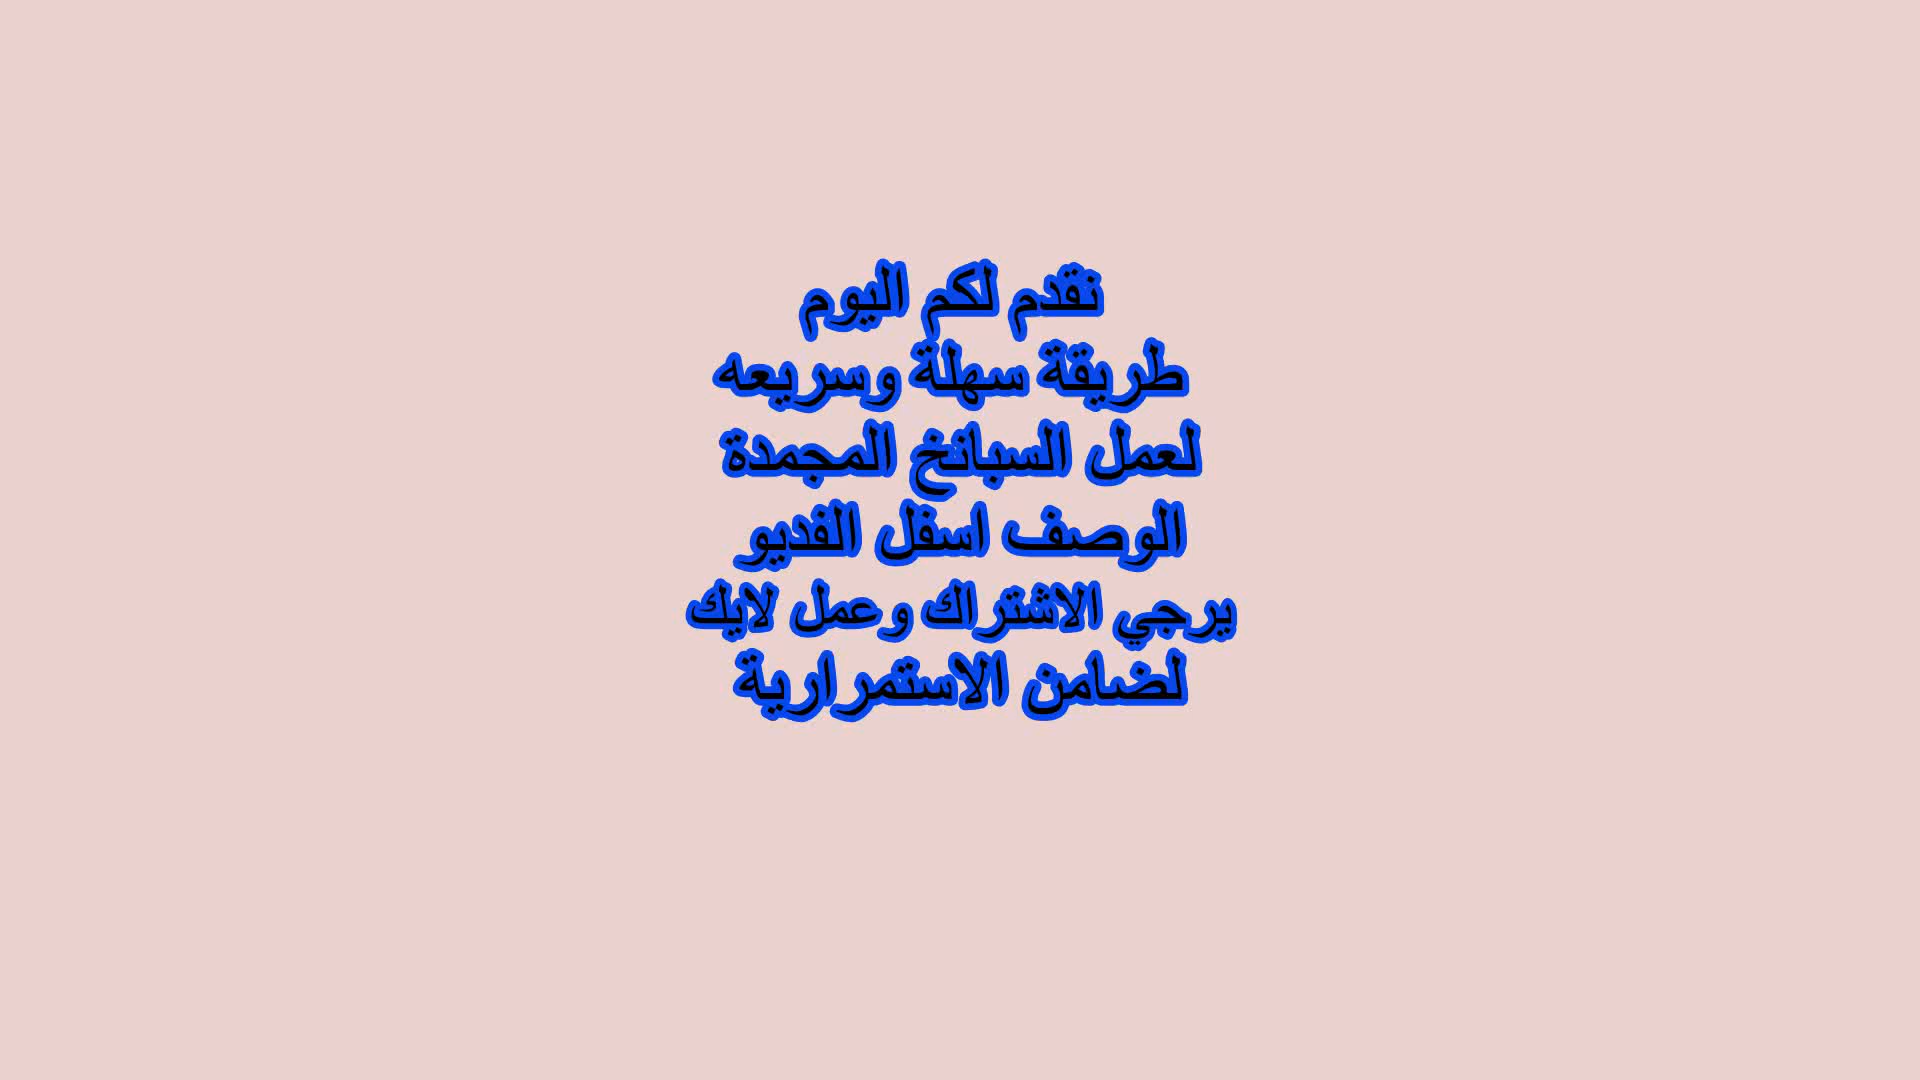 نقدم لكم اليوم
طريقة سهلة وسريعه
لعمل السبانخ المجمدة
الوصف اسفل الفديو
يرجي الاشتراك وعمل لايك
لضامن الاستمرارية